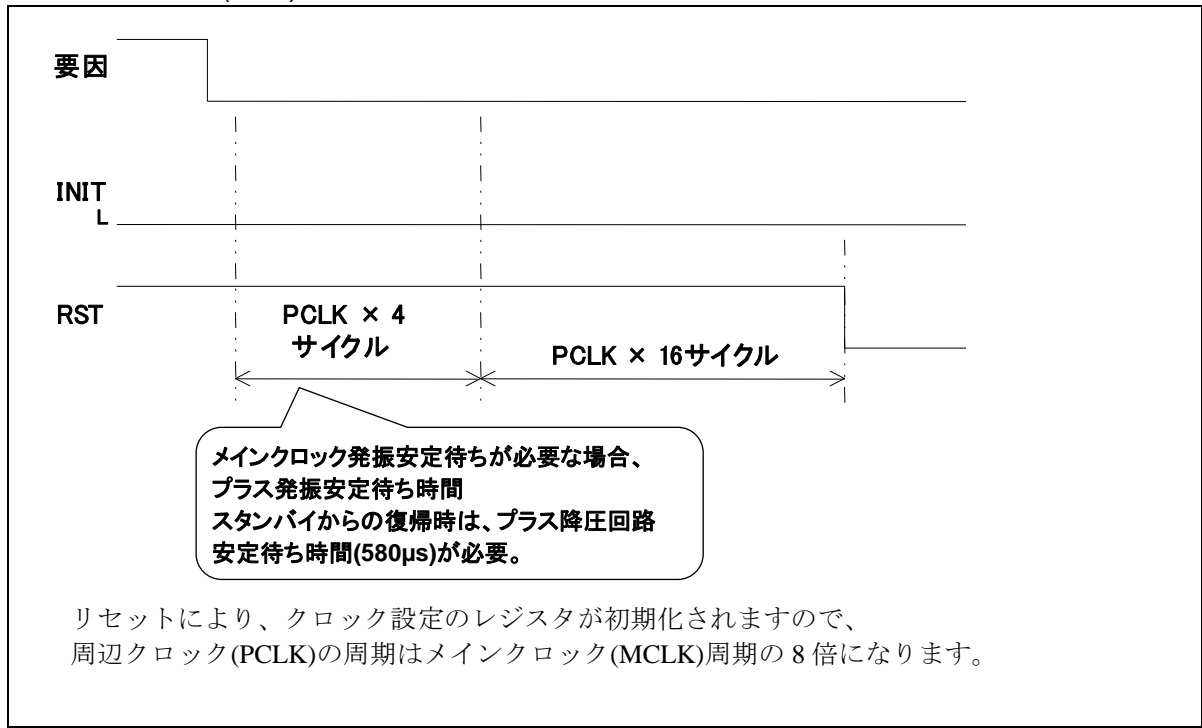 要因
INIT
L
RST
PCLK × 4
サイクル
PCLK × 16サイクル
メインクロック発振安定待ちが必要な場合、
プラス発振安定待ち時間
スタンバイからの復帰時は、プラス降圧回路
安定待ち時間(580µs)が必要。
リセットにより、クロック設定のレジスタが初期化されますので、
周辺クロック(PCLK)の周期はメインクロック(MCLK)周期の 8 倍になります。